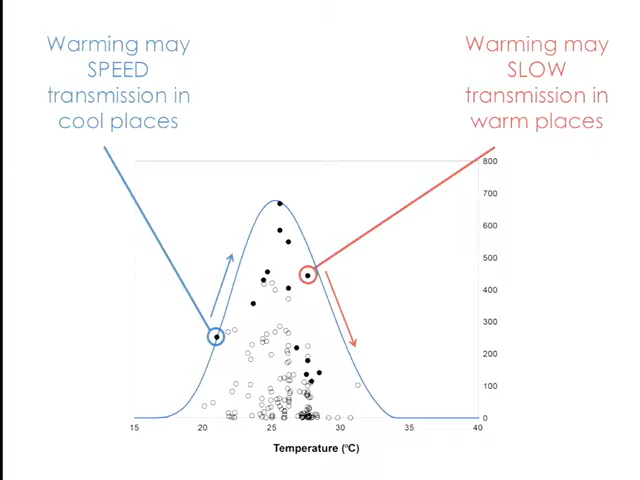 Warming may
SPEED
transmission in
cool places
Warming may
SLOW
transmission in
warm places
800
700
600
500
400
300
200
100
0
15 20 25 30 35 40
Temperature (°C)